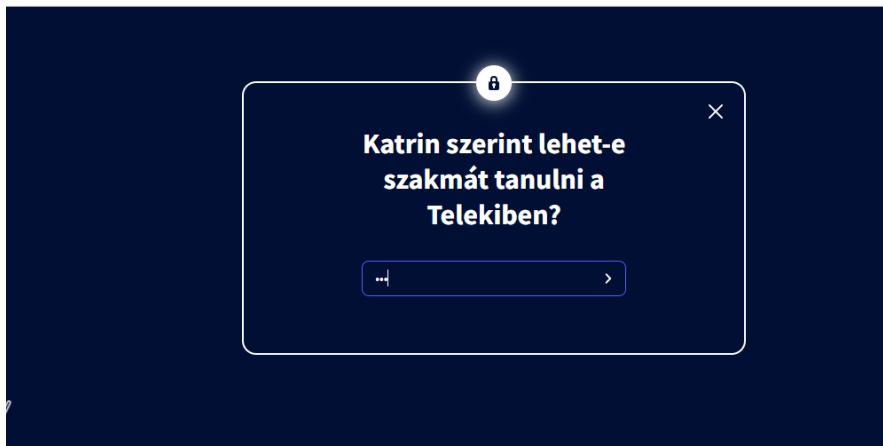 Katrin szerint lehet-e
szakmát tanulni a
Telekiben?
•••